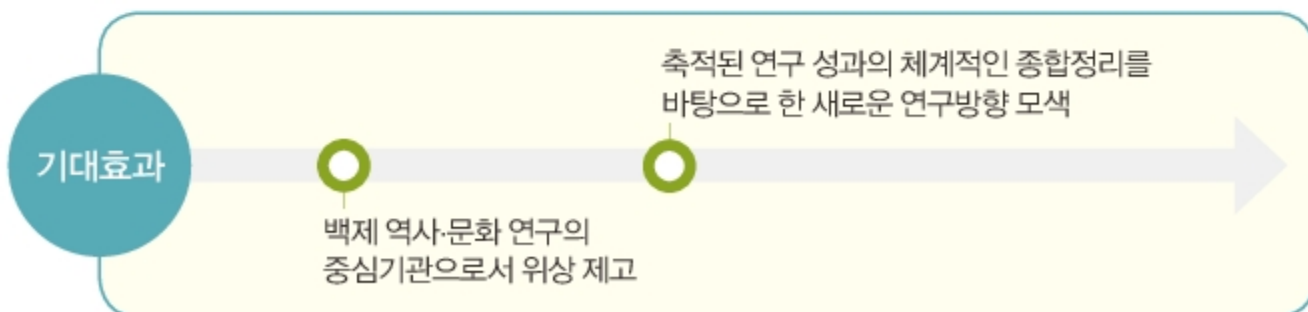 기대효과
백제 역사·문화 연구의
중심기관으로서 위상 제고
축적된 연구 성과의 체계적인 종합정리를
바탕으로 한 새로운 연구방향 모색